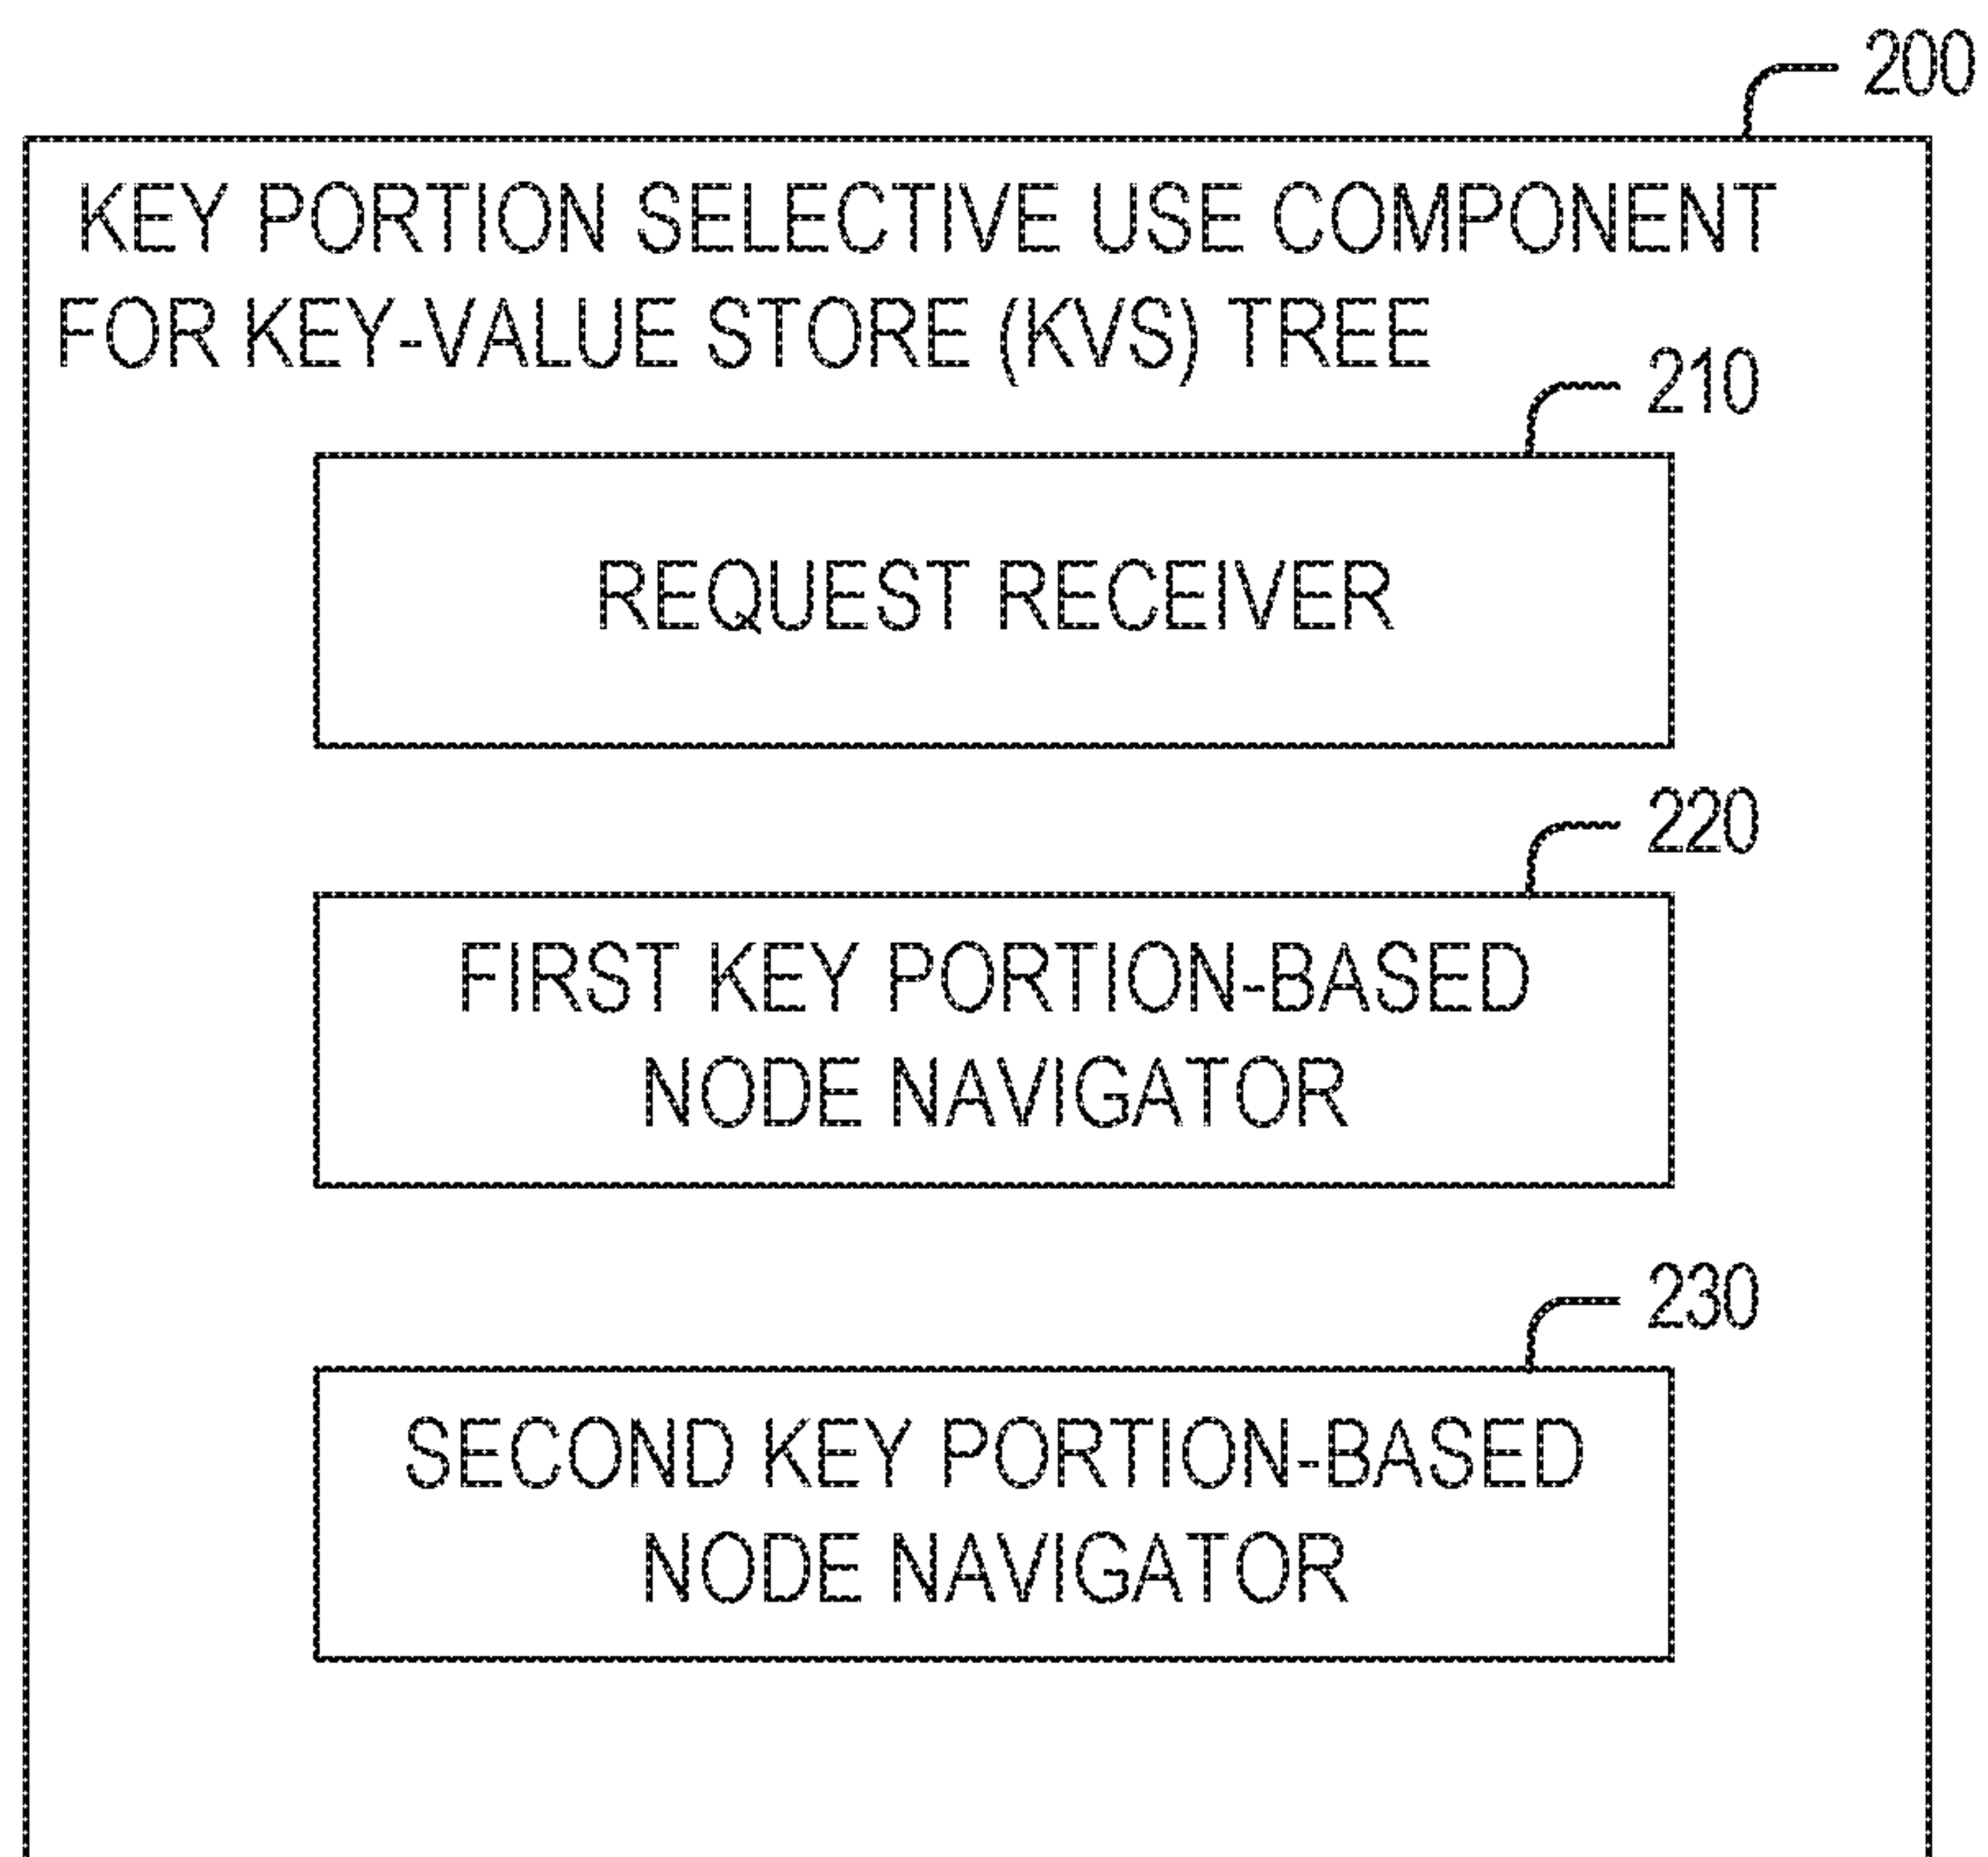 200
KEY PORTION SELECTIVE USE COMPONENT
FOR KEY-VALUE STORE (KVS) TREE
210
REQUEST RECEIVER
220
FIRST KEY PORTION-BASED
NODE NAVIGATOR
230
SECOND KEY PORTION-BASED
NODE NAVIGATOR